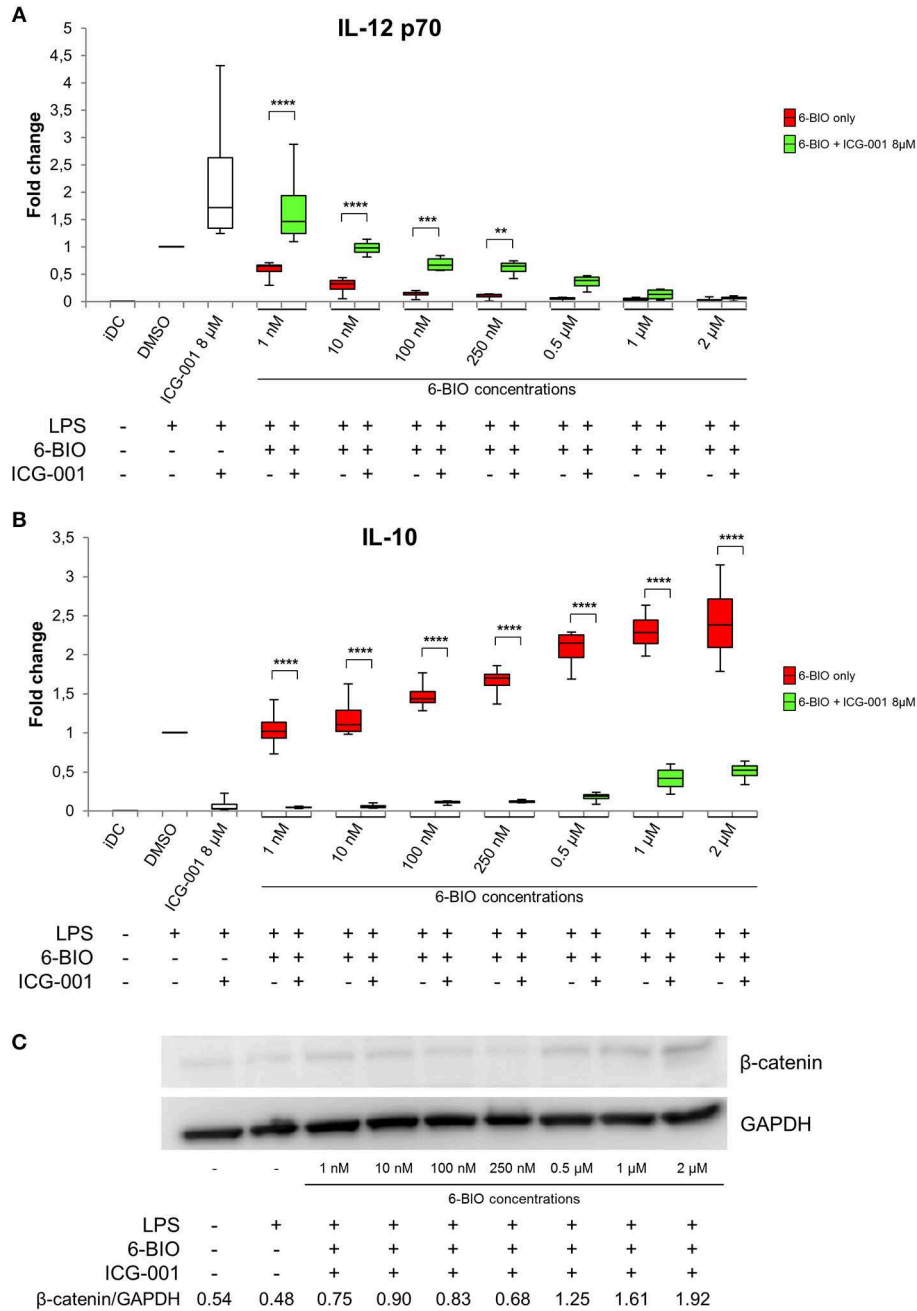 A
IL-12 p70
Fold change
5
4,5
4
3,5
3
2,5
2
1,5
1
0,5
0
6-BIO only
6-BIO + ICG-001 8µM
****
****
***
**
iDC
DMSO
ICG-001 8 µM
1 nM
10 nM
100 nM
250 nM
0.5 µM
1 µM
2 µM
6-BIO concentrations
LPS - + + + + + + + + + + + + + + + +
6-BIO - - - + + + + + + + + + + + + + +
ICG-001 - - + - + - + - + - + - + - + - +
B
IL-10
Fold change
3,5
3
2,5
2
1,5
1
0,5
0
6-BIO only
6-BIO + ICG-001 8µM
****
****
****
****
****
****
****
iDC
DMSO
ICG-001 8 µM
1 nM
10 nM
100 nM
250 nM
0.5 µM
1 µM
2 µM
6-BIO concentrations
LPS - + + + + + + + + + + + + + + + +
6-BIO - - - + + + + + + + + + + + + + +
ICG-001 - - + - + - + - + - + - + - + - +
C
β-catenin
GAPDH
- - 1 nM 10 nM 100 nM 250 nM 0.5 µM 1 µM 2 µM
6-BIO concentrations
LPS - + + + + + + + +
6-BIO - - + + + + + + +
ICG-001 - - + + + + + + +
β-catenin/GAPDH 0.54 0.48 0.75 0.90 0.83 0.68 1.25 1.61 1.92